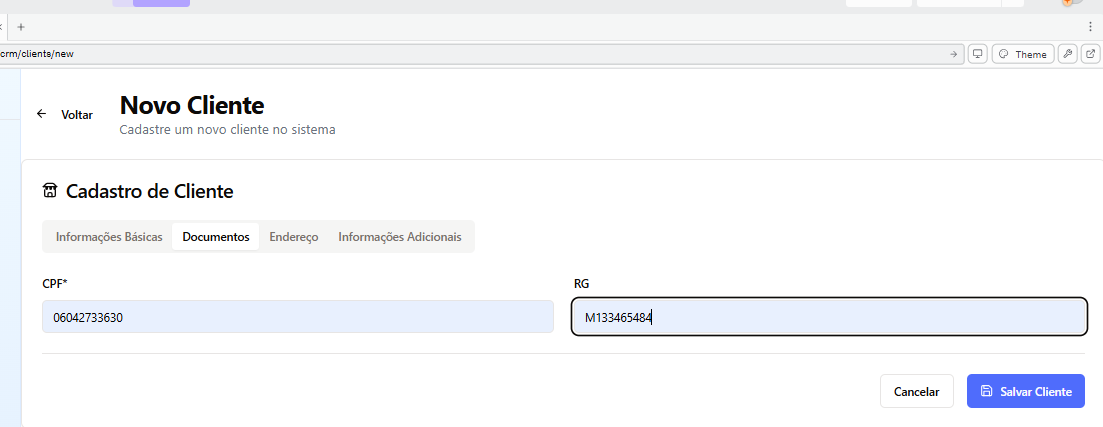 crm/clients/new
Theme
Voltar
Novo Cliente
Cadastre um novo cliente no sistema
Cadastro de Cliente
Informações Básicas Documentos Endereço Informações Adicionais
CPF* RG
06042733630 M133465484
Cancelar Salvar Cliente